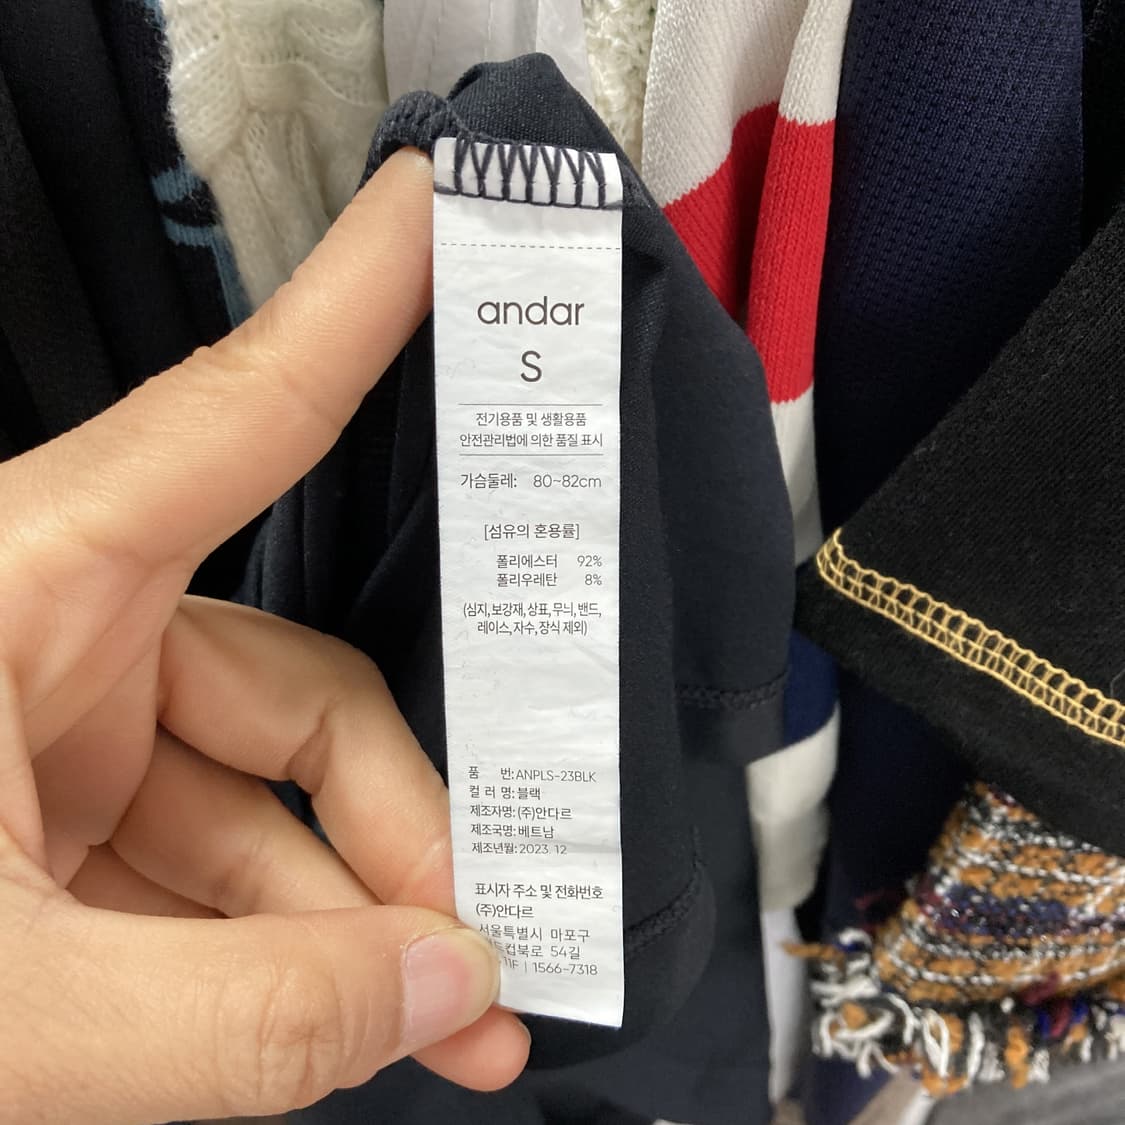 andar
S
전기용품 및 생활용품
안전관리법에 의한 품질 표시
가슴둘레: 80~82cm
[섬유의 혼용률]
폴리에스터 92%
폴리우레탄 8%
(심지,보강재,상표,무늬,밴드,
레이스,자수,장식 제외)
품 번:ANPLS-23BLK
컬 러 명:블랙
제조자명:(주)안다르
제조국명:베트남
제조년월:2023. 12
표시자 주소 및 전화번호
(주)안다르
서울특별시 마포구
54길
11F | 1566-7318